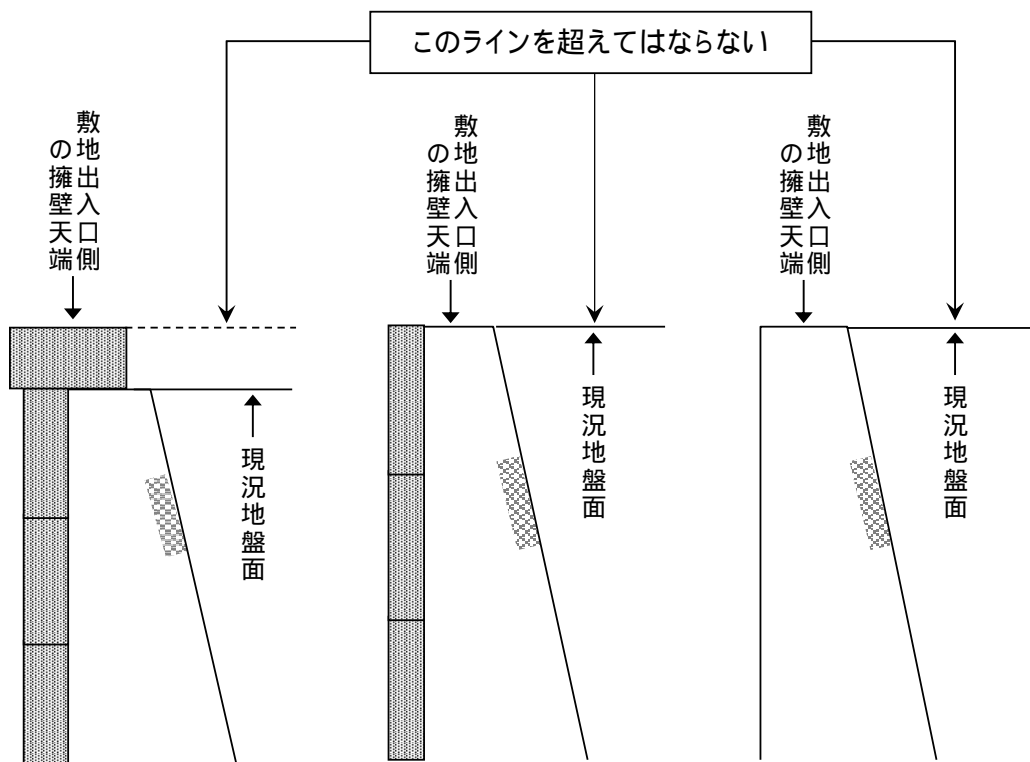 このラインを超えてはならない
敷地出入口側
の擁壁天端
敷地出入口側
の擁壁天端
敷地出入口側
の擁壁天端
現況地盤面
現況地盤面
現況地盤面